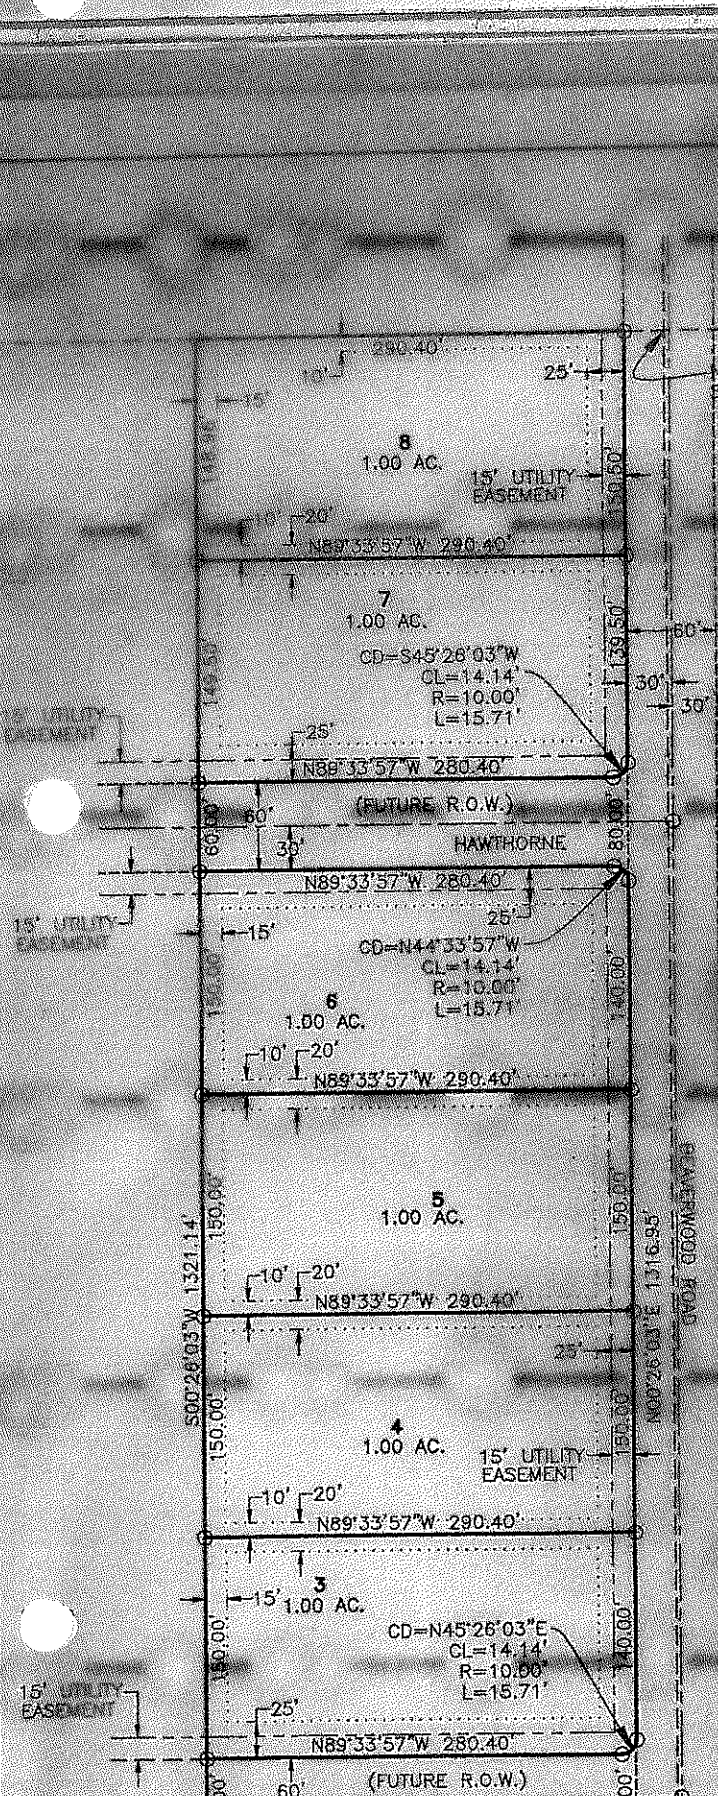 290.40'
10'
25'
15'
8
1.00 AC.
15' UTILITY
EASEMENT
150.50'
10'
20'
N89°33'57"W 290.40'
7
1.00 AC.
139.50'
60'
CD=S45°26'03"W
CL=14.14'
R=10.00'
L=15.71'
30'
30'
149.50'
15' UTILITY
EASEMENT
25'
N89°33'57"W 280.40'
(FUTURE R.O.W.)
60.00'
60'
80.00'
30'
HAWTHORNE
N89°33'57"W 280.40'
15' UTILITY
EASEMENT
25'
15'
CD=N44°33'57"W
CL=14.14'
R=10.00'
L=15.71'
150.00'
140.00'
6
1.00 AC.
10'
20'
N89°33'57"W 290.40'
BEAVERWOOD ROAD
5
1.00 AC.
150.00'
150.00'
S00°26'03"W 1321.14'
N00°26'03"E 1316.95'
10'
20'
N89°33'57"W 290.40'
25'
4
1.00 AC.
150.00'
150.00'
15' UTILITY
EASEMENT
10'
20'
N89°33'57"W 290.40'
3
15'
1.00 AC.
CD=N45°26'03"E
CL=14.14'
R=10.00'
L=15.71'
150.00'
140.00'
15' UTILITY
EASEMENT
25'
N89°33'57"W 280.40'
(FUTURE R.O.W.)
60'